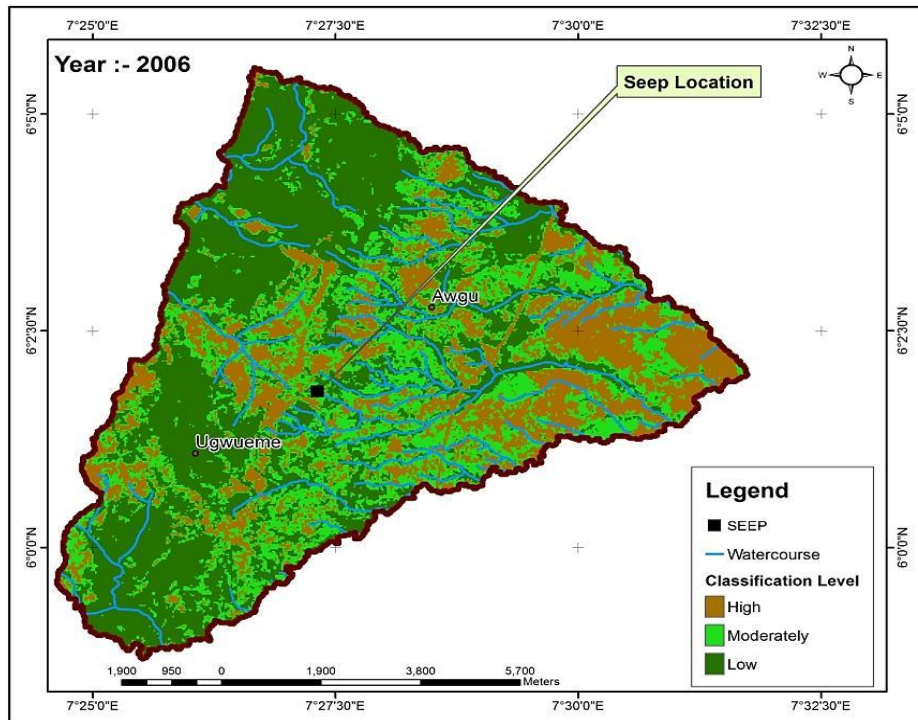 7°25'0"E 7°27'30"E 7°30'0"E 7°32'30"E
Year :- 2006
N
W E
S
Seep Location
6°5'0"N 6°5'0"N
Awgu
6°2'30"N 6°2'30"N
Ugwueme
6°0'0"N 6°0'0"N
Legend
SEEP
Watercourse
Classification Level
High
Moderately
Low
1,900 950 0 1,900 3,800 5,700
Meters
7°25'0"E 7°27'30"E 7°30'0"E 7°32'30"E